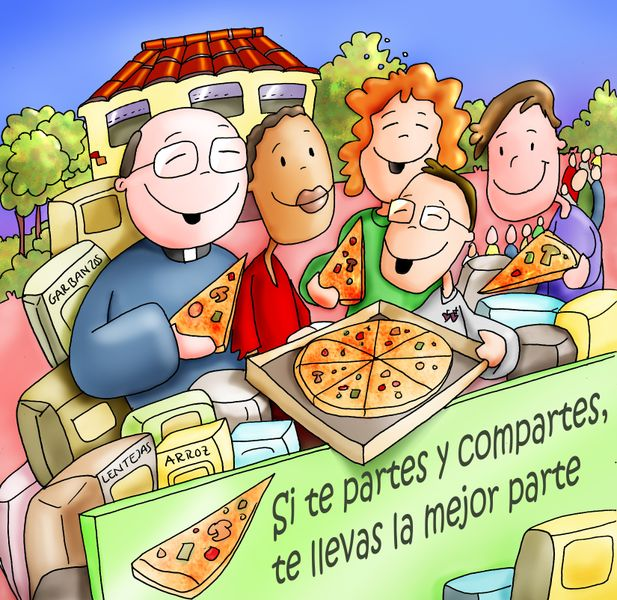 GARBANZOS
LENTEJAS
ARROZ
Si te partes y compartes,
te llevas la mejor parte